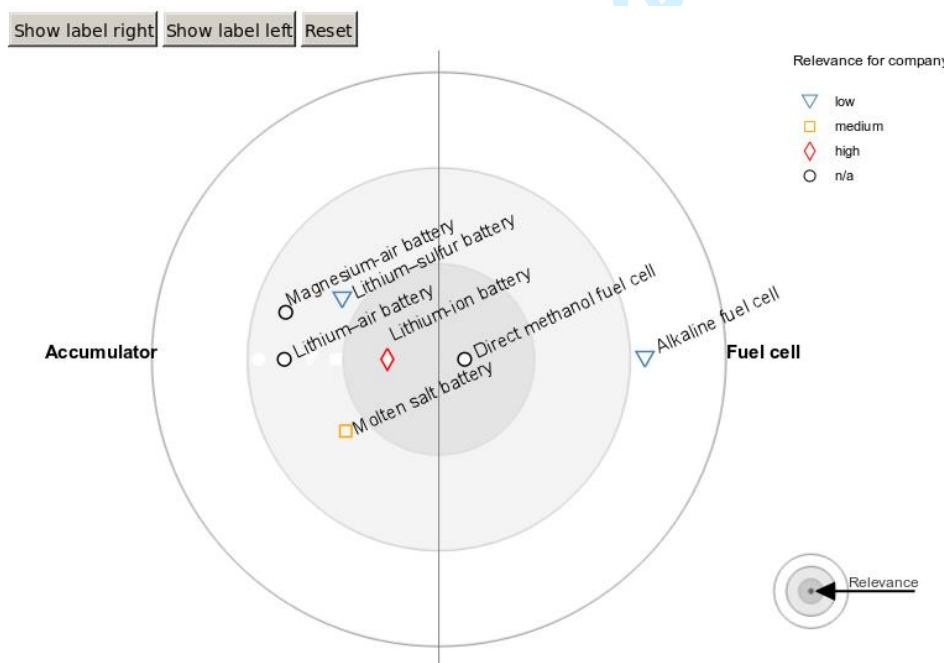 Show label right Show label left Reset
Relevance for company
low
medium
high
n/a
Magnesium-air battery
Lithium–sulfur battery
Lithium–air battery
Lithium-ion battery
Direct methanol fuel cell
Alkaline fuel cell
Accumulator
Fuel cell
Molten salt battery
Relevance